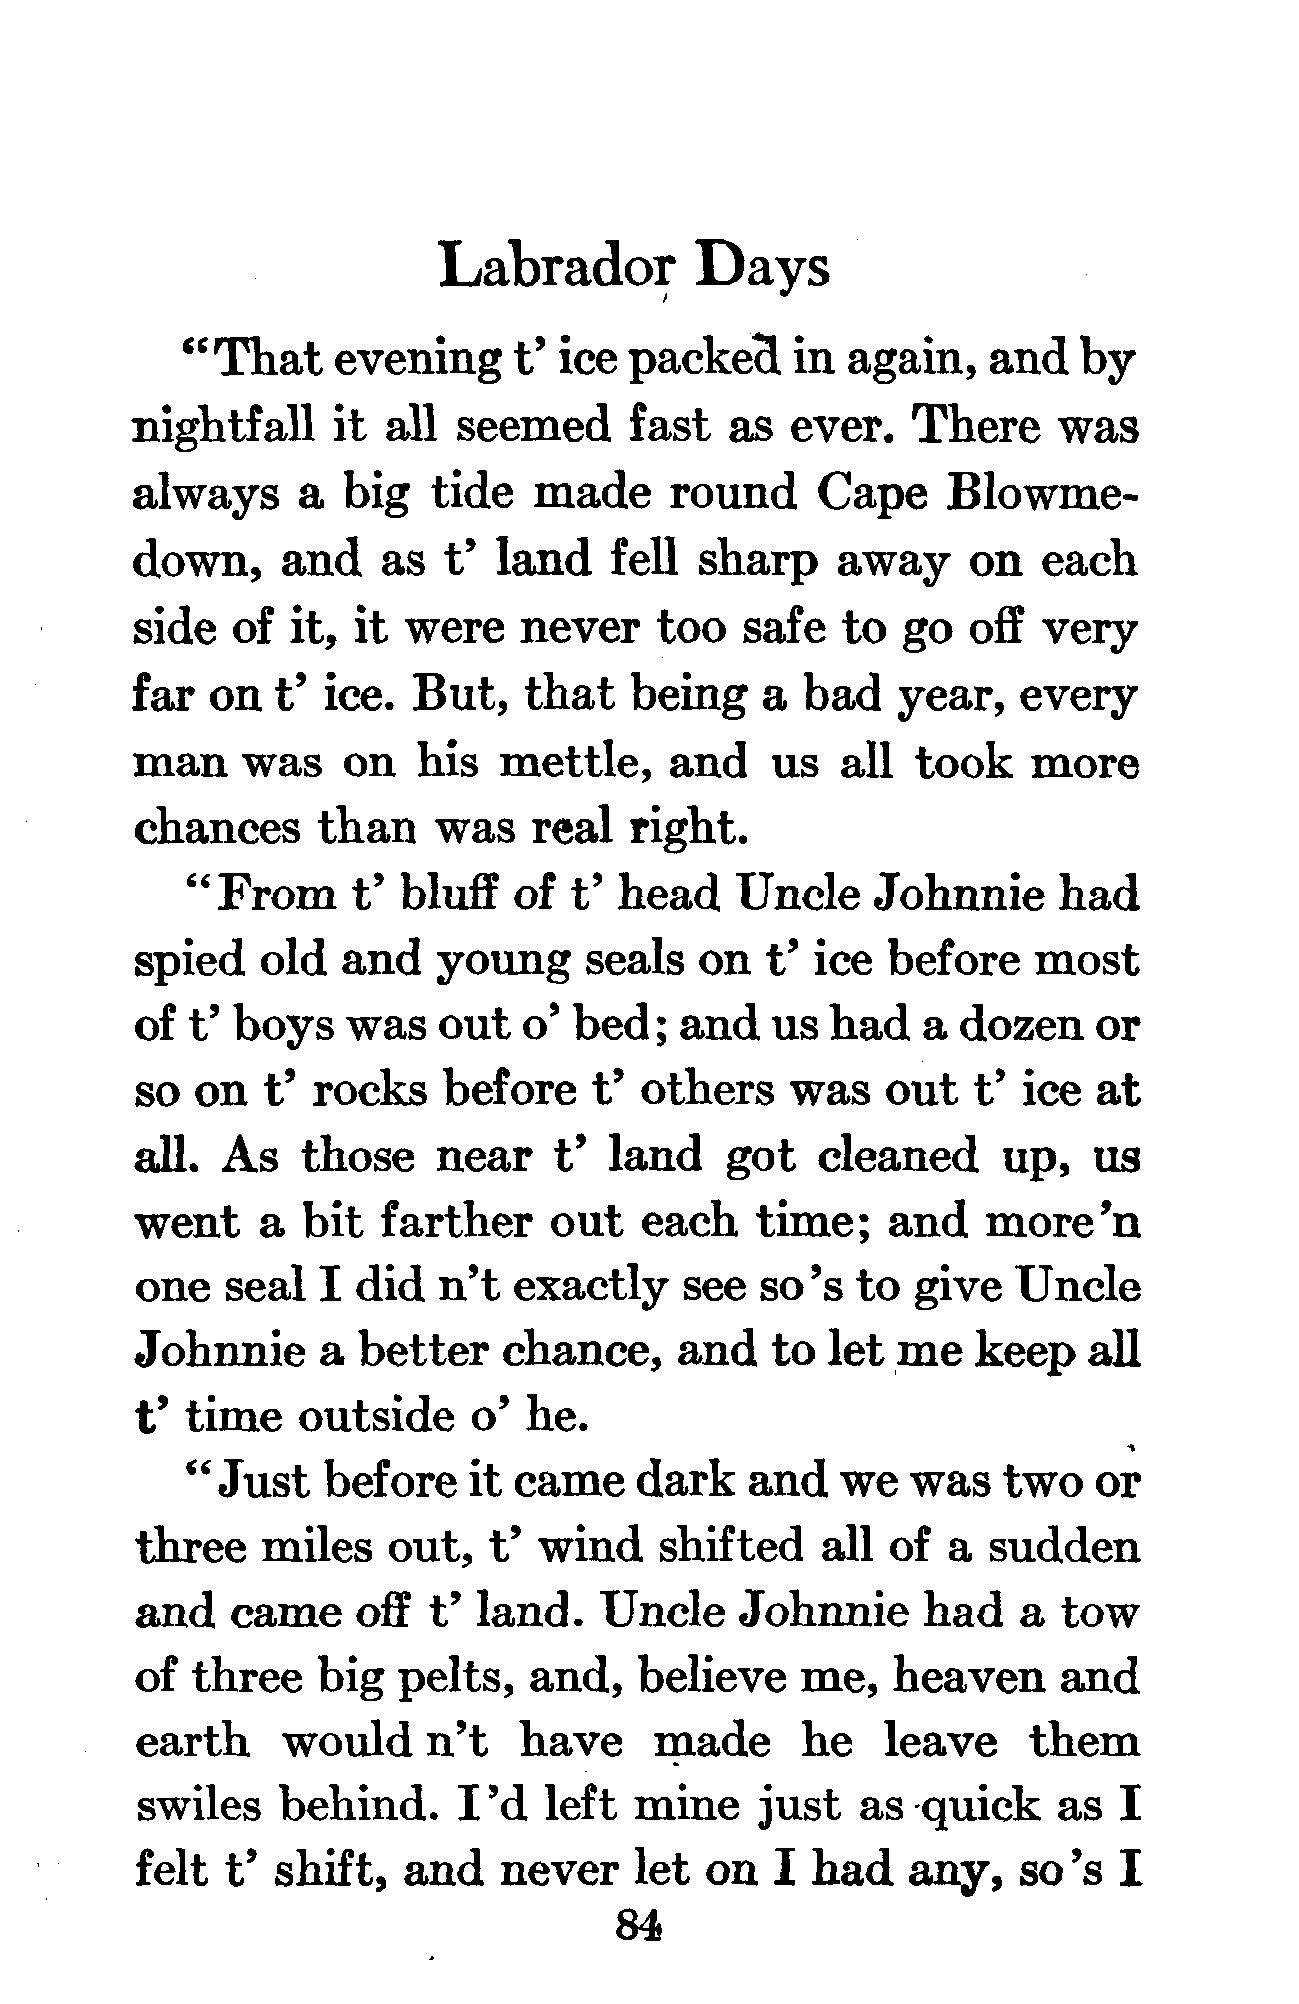 Labrador Days
“That evening t’ ice packed in again, and by
nightfall it all seemed fast as ever. There was
always a big tide made round Cape Blowme-
down, and as t’ land fell sharp away on each
side of it, it were never too safe to go off very
far on t’ ice. But, that being a bad year, every
man was on his mettle, and us all took more
chances than was real right.
“From t’ bluff of t’ head Uncle Johnnie had
spied old and young seals on t’ ice before most
of t’ boys was out o’ bed; and us had a dozen or
so on t’ rocks before t’ others was out t’ ice at
all. As those near t’ land got cleaned up, us
went a bit farther out each time; and more’n
one seal I did n’t exactly see so’s to give Uncle
Johnnie a better chance, and to let me keep all
t’ time outside o’ he.
“Just before it came dark and we was two or
three miles out, t’ wind shifted all of a sudden
and came off t’ land. Uncle Johnnie had a tow
of three big pelts, and, believe me, heaven and
earth would n’t have made he leave them
swiles behind. I’d left mine just as quick as I
felt t’ shift, and never let on I had any, so’s I
84